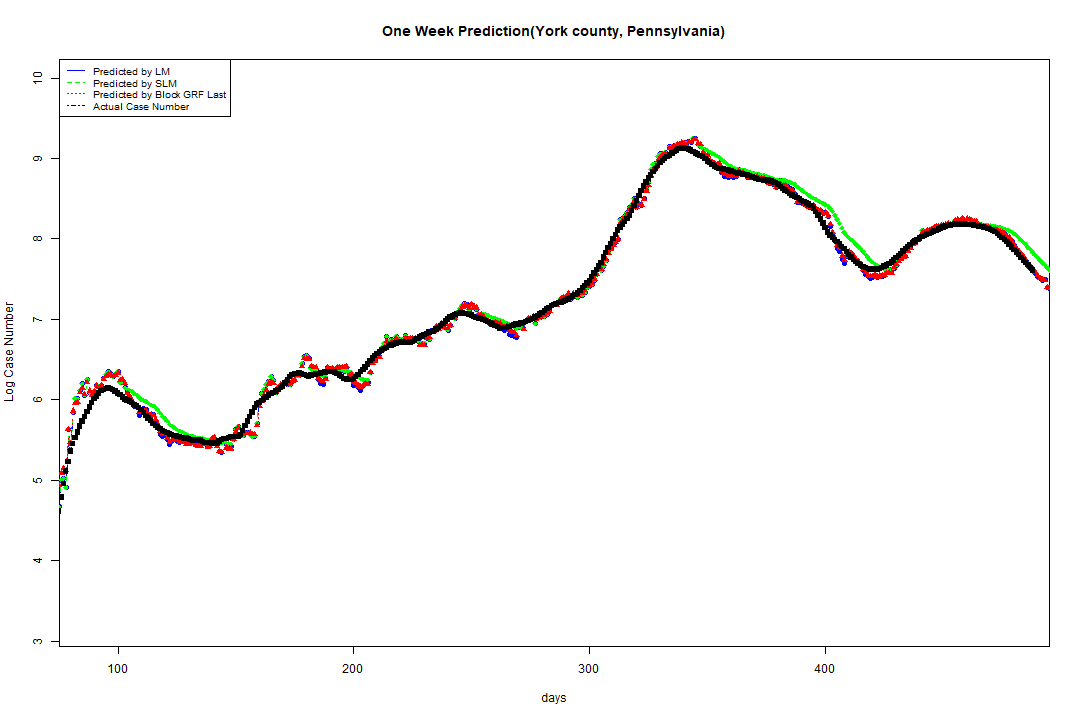 One Week Prediction(York county, Pennsylvania)
Predicted by LM
Predicted by SLM
Predicted by Block GRF Last
Actual Case Number
10
9
8
7
6
5
4
3
Log Case Number
100 200 300 400
days